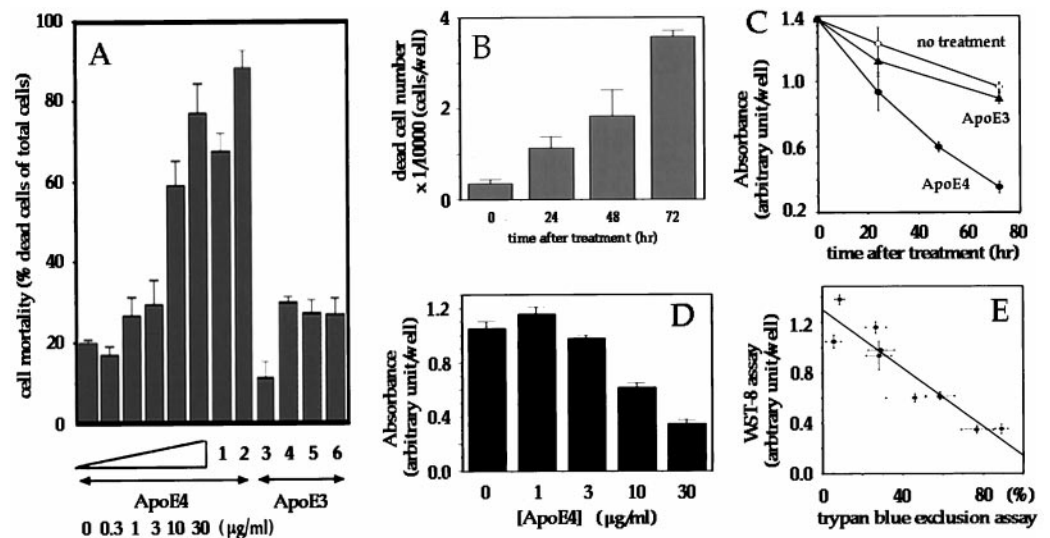 A
cell mortality (% dead cells of total cells)
100
80
60
40
20
0
1 2 3 4 5 6
ApoE4 ApoE3
0 0.3 1 3 10 30 (μg/ml)
B
dead cell number
x 1/10000 (cells/well)
4
2
0
0 24 48 72
time after treatment (hr)
C
Absorbance
(arbitrary unit/well)
1.4
1.0
0.6
0.2
no treatment
ApoE3
ApoE4
0 20 40 60 80
time after treatment (hr)
D
Absorbance
(arbitrary unit/well)
1.2
0.8
0.4
0.0
0 1 3 10 30
[ApoE4] (μg/ml)
E
WST-8 assay
(arbtrary unit/well)
1.2
0.8
0.4
0.0
0 40 80 (%)
trypan blue exclusion assay